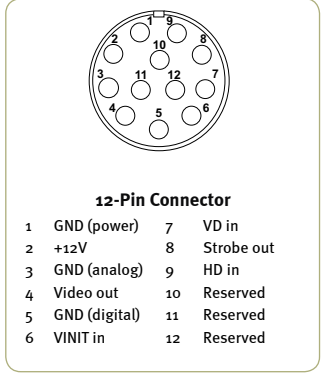 1 9
2 8
10
3 11 12 7
4 6
5
12-Pin Connector
1 GND (power) 7 VD in
2 +12V 8 Strobe out
3 GND (analog) 9 HD in
4 Video out 10 Reserved
5 GND (digital) 11 Reserved
6 VINIT in 12 Reserved